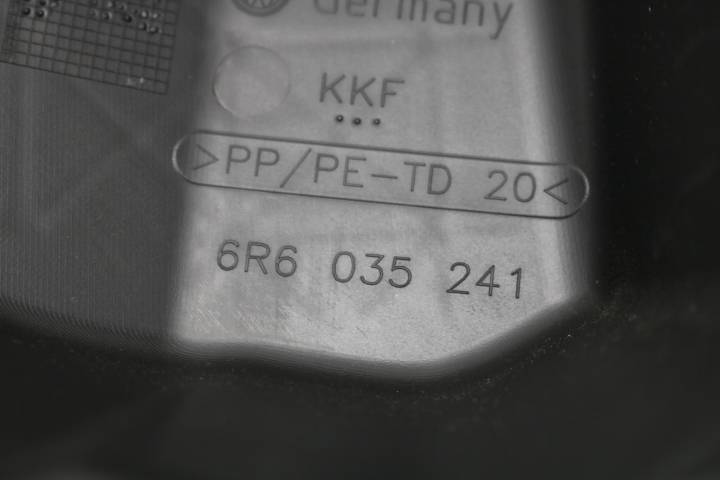 Germany
KKF
>PP/PE-TD 20<
6R6 035 241